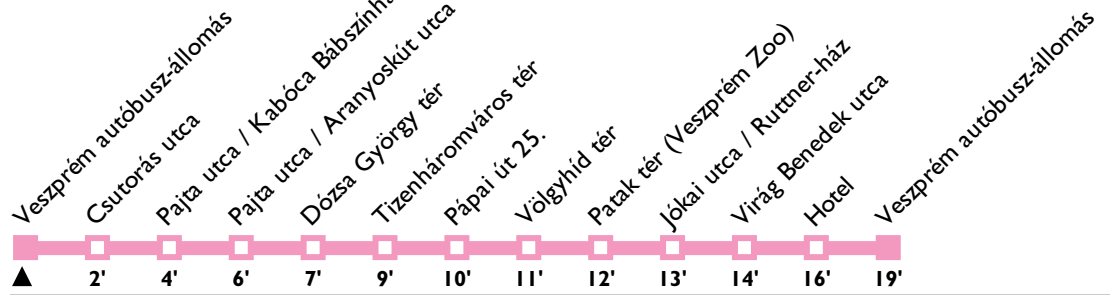 Veszprém autóbusz-állomás
Csutorás utca
Pajta utca / Kabóca
Pajta utca / Aranyoskút utca
Dózsa György tér
Tizenháromváros tér
Pápai út 25.
Völgyhíd tér
Patak tér (Veszprém Zoo)
Jókai utca / Ruttner-ház
Virág Benedek utca
Hotel
Veszprém autóbusz-állomás
2' 4' 6' 7' 9' 10' 11' 12' 13' 14' 16' 19'